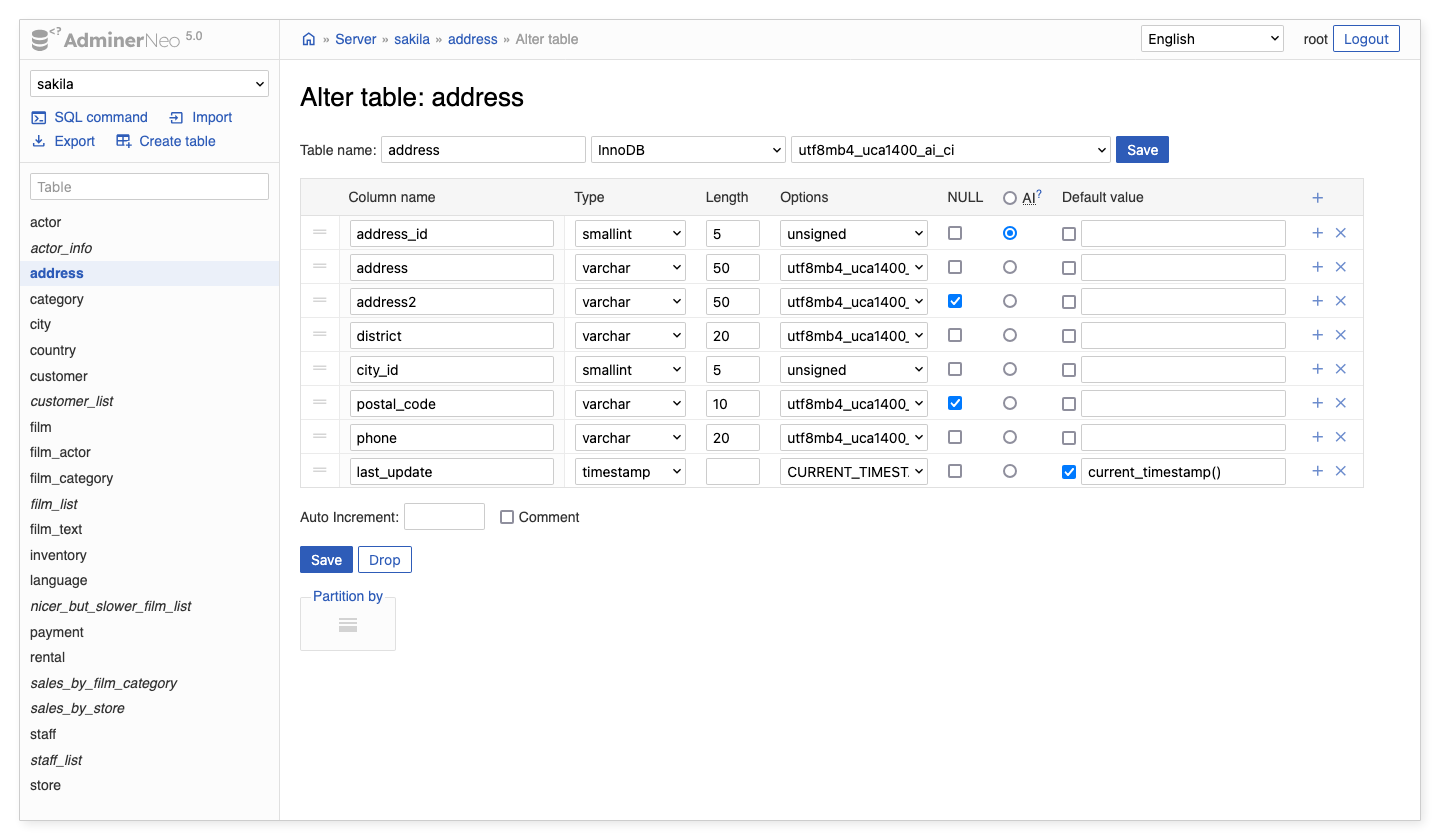 <? AdminerNeo 5.0
» Server » sakila » address » Alter table
English
root Logout
sakila
SQL command Import
Export Create table
Table
actor
actor_info
address
category
city
country
customer
customer_list
film
film_actor
film_category
film_list
film_text
inventory
language
nicer_but_slower_film_list
payment
rental
sales_by_film_category
sales_by_store
staff
staff_list
store
Alter table: address
Table name: address InnoDB utf8mb4_uca1400_ai_ci Save
Column name Type Length Options NULL AI? Default value +
address_id smallint 5 unsigned + ×
address varchar 50 utf8mb4_uca1400_ + ×
address2 varchar 50 utf8mb4_uca1400_ + ×
district varchar 20 utf8mb4_uca1400_ + ×
city_id smallint 5 unsigned + ×
postal_code varchar 10 utf8mb4_uca1400_ + ×
phone varchar 20 utf8mb4_uca1400_ + ×
last_update timestamp CURRENT_TIMEST. current_timestamp() + ×
Auto Increment: Comment
Save Drop
Partition by